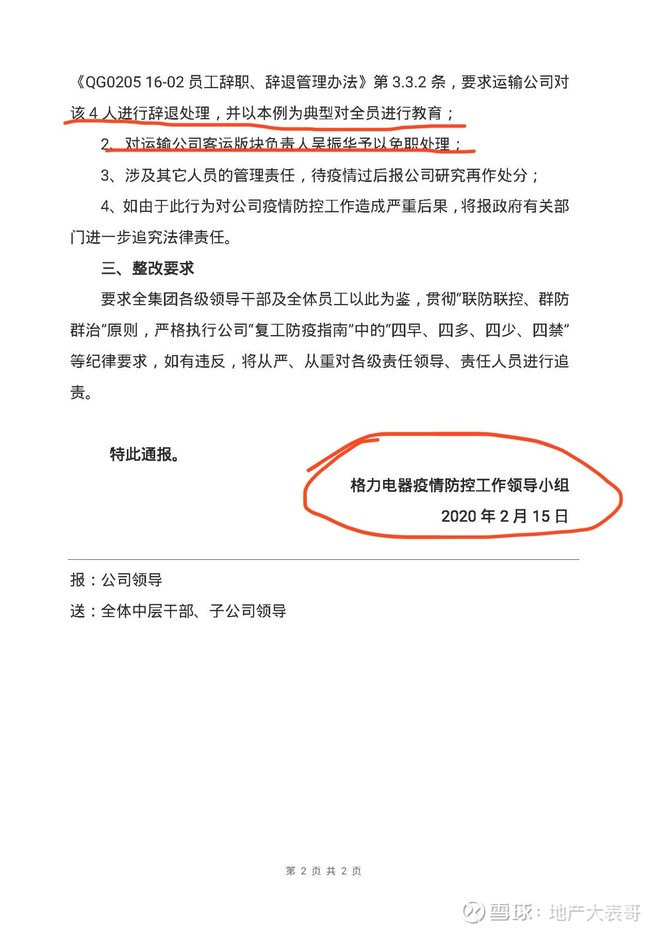 《QG0205 16-02 员工辞职、辞退管理办法》第 3.3.2 条，要求运输公司对
该 4 人进行辞退处理，并以本例为典型对全员进行教育；
2、对运输公司客运版块负责人吴振华予以免职处理；
3、涉及其它人员的管理责任，待疫情过后报公司研究再作处分；
4、如由于此行为对公司疫情防控工作造成严重后果，将报政府有关部
门进一步追究法律责任。
三、整改要求
要求全集团各级领导干部及全体员工以此为鉴，贯彻“联防联控、群防
群治”原则，严格执行公司“复工防疫指南”中的“四早、四多、四少、四禁”
等纪律要求，如有违反，将从严、从重对各级责任领导、责任人员进行追
责。
特此通报。
格力电器疫情防控工作领导小组
2020 年 2 月 15 日
报：公司领导
送：全体中层干部、子公司领导
第 2 页 共 2 页
雪球：地产大表哥